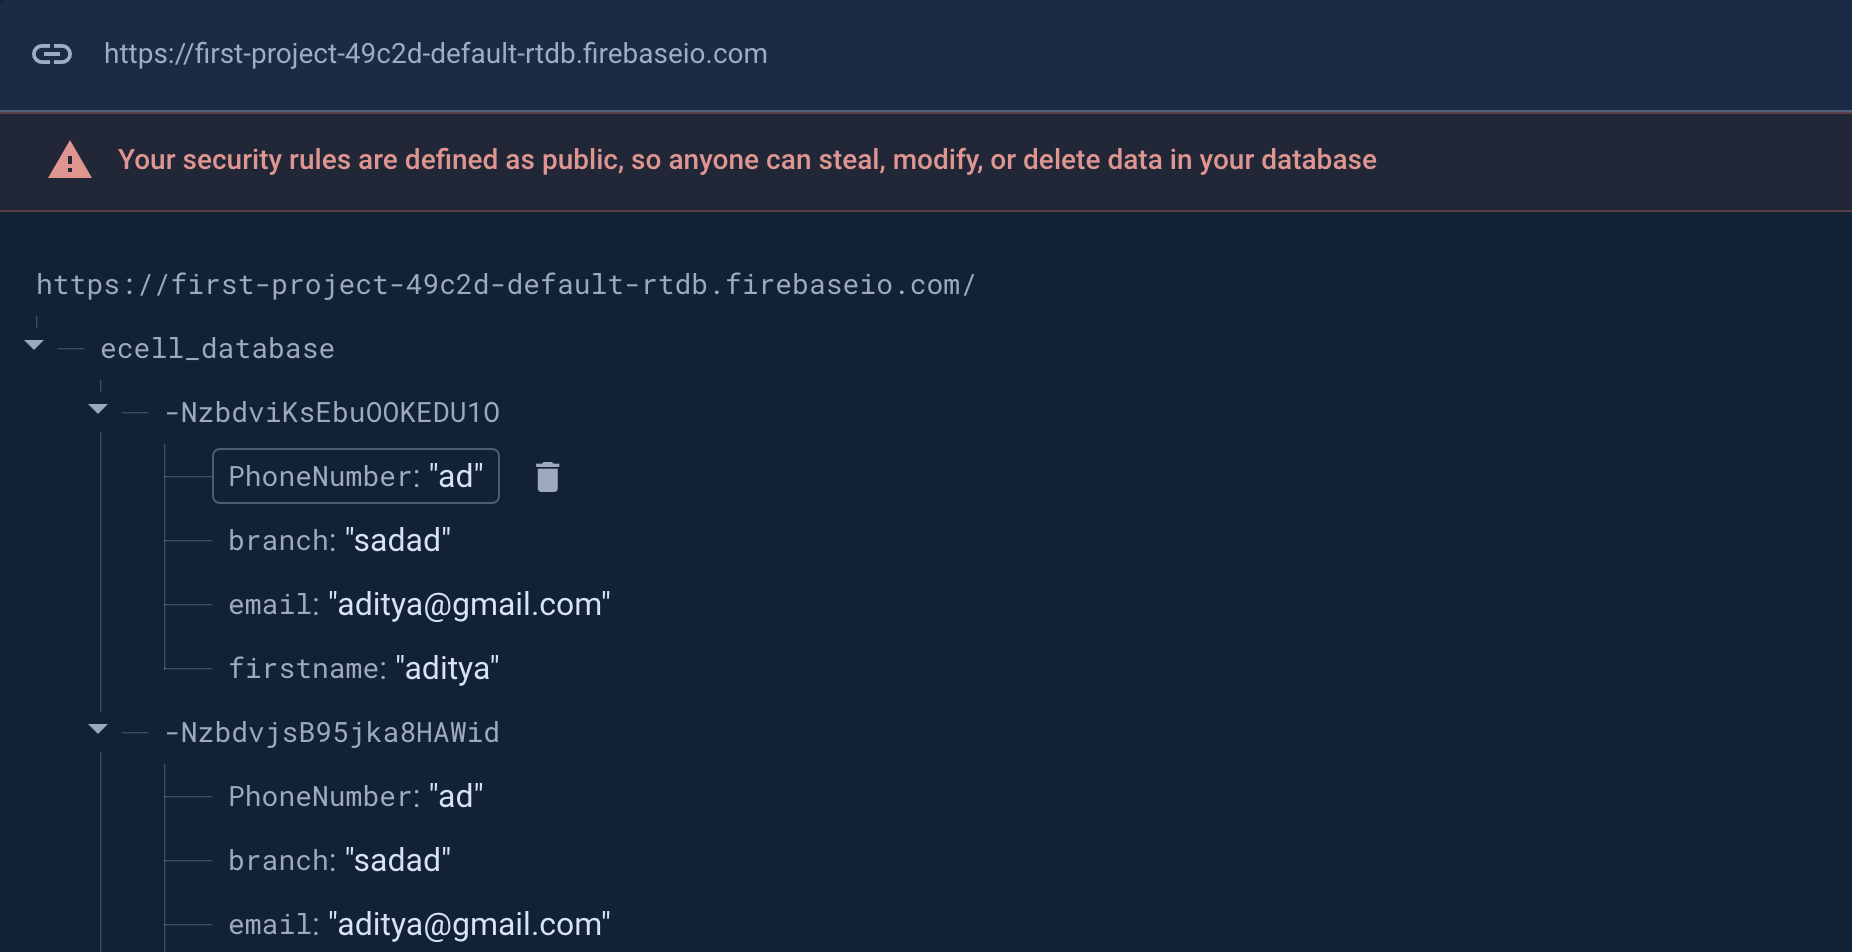 https://first-project-49c2d-default-rtdb.firebaseio.com
Your security rules are defined as public, so anyone can steal, modify, or delete data in your database
https://first-project-49c2d-default-rtdb.firebaseio.com/
ecell_database
-NzbdviKsEbuOOKEDU1O
PhoneNumber: "ad"
branch: "sadad"
email: "aditya@gmail.com"
firstname: "aditya"
-NzbdvjsB95jka8HAWid
PhoneNumber: "ad"
branch: "sadad"
email: "aditya@gmail.com"